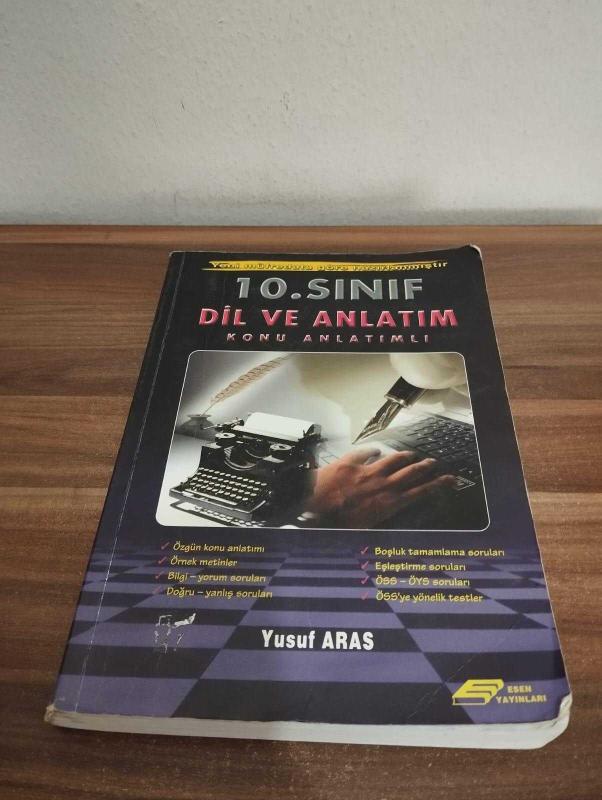 Yeni müfredata göre hazırlanmıştır
10.SINIF
DİL VE ANLATIM
KONU ANLATIMLI
✓ Özgün konu anlatımı
✓ Örnek metinler
✓ Bilgi – yorum soruları
✓ Doğru – yanlış soruları
✓ Boşluk tamamlama soruları
✓ Eşleştirme soruları
✓ ÖSS – ÖYS soruları
✓ ÖSS'ye yönelik testler
Yusuf ARAS
ESEN
YAYINLARI